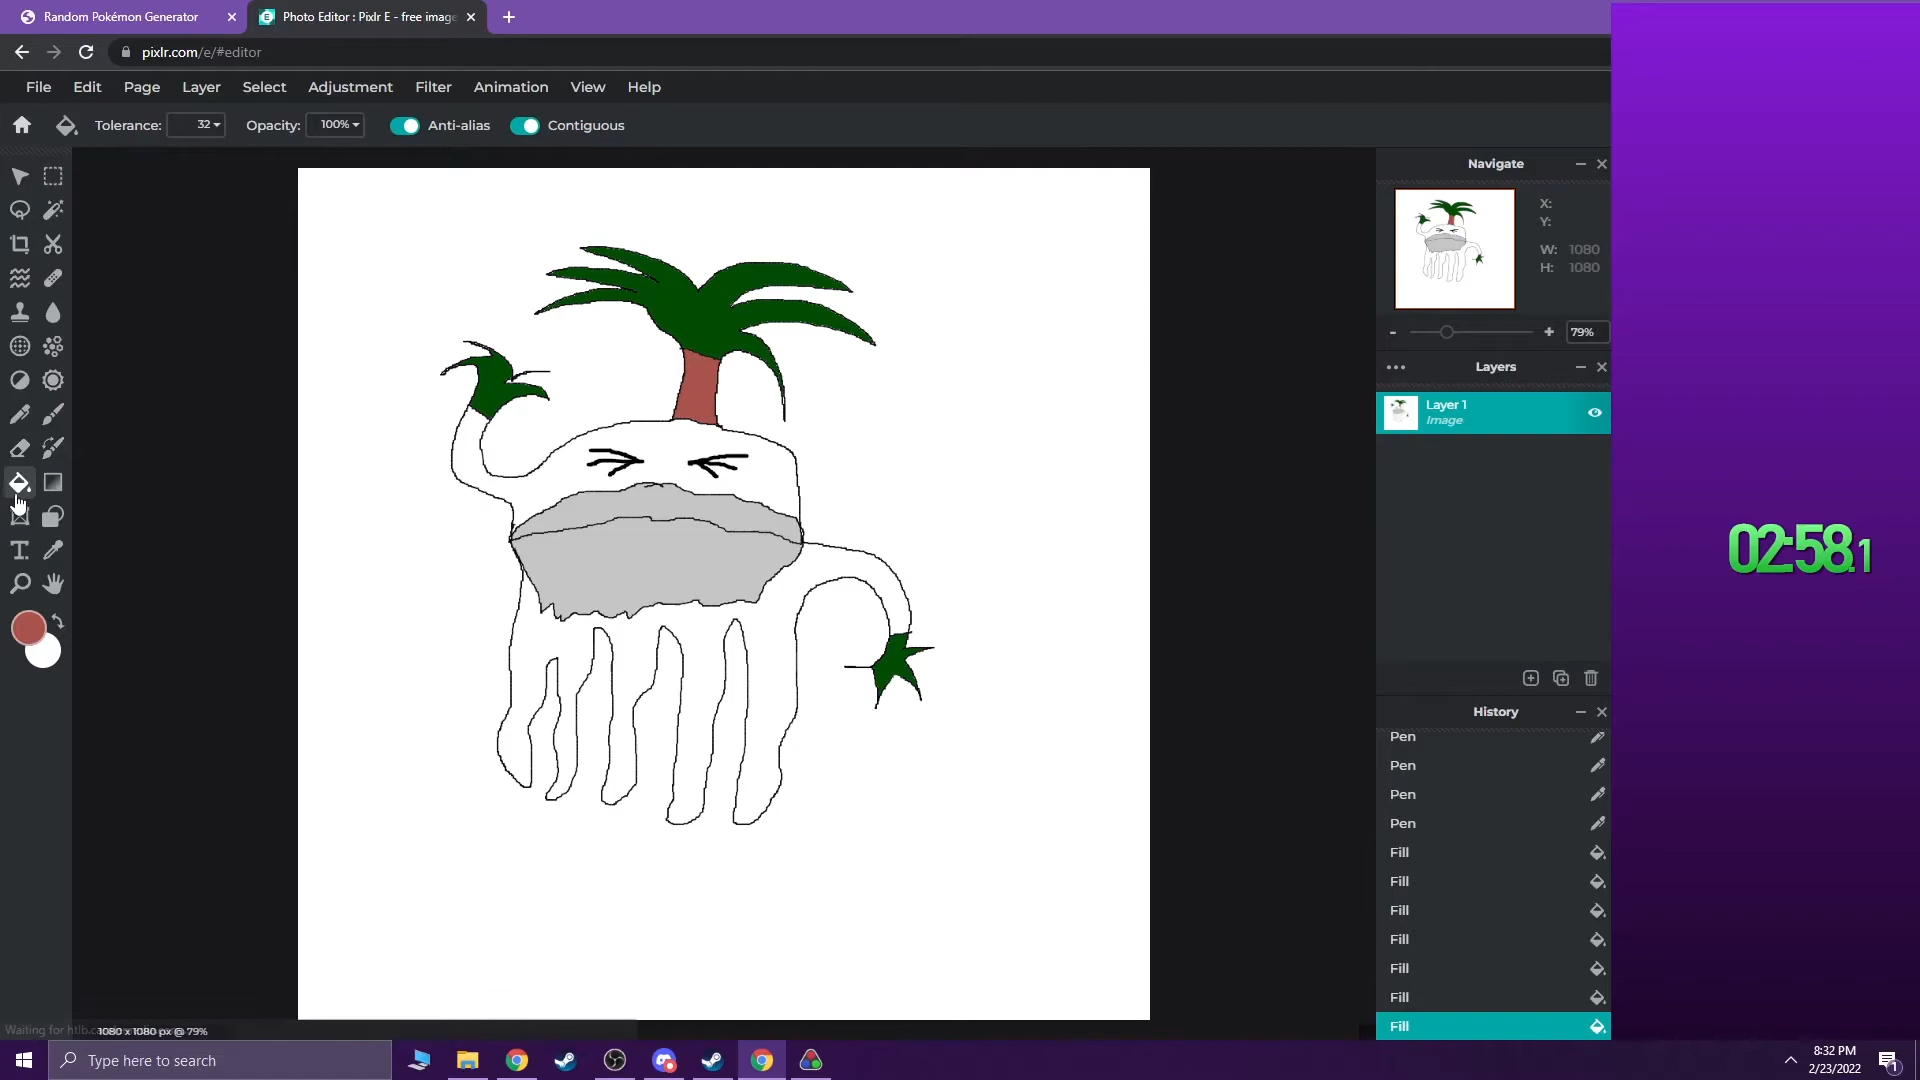 Random Pokémon Generator
Photo Editor : Pixlr E - free image
pixlr.com/e/#editor
File Edit Page Layer Select Adjustment Filter Animation View Help
Tolerance: 32 Opacity: 100% Anti-alias Contiguous
Navigate
X:
Y:
W: 1080
H: 1080
79%
Layers
Layer 1
Image
02:58.1
History
Pen
Pen
Pen
Pen
Fill
Fill
Fill
Fill
Fill
Fill
Fill
Waiting for
1080 x 1080 px @ 79%
Type here to search
8:32 PM
2/23/2022
1